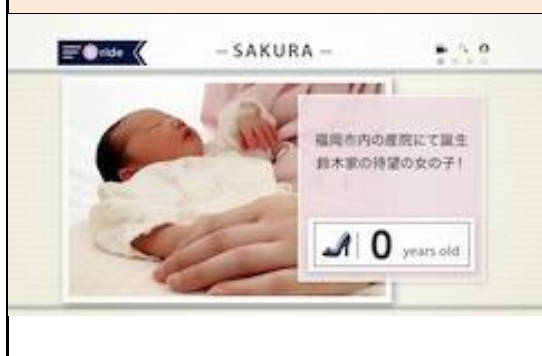 ride
– SAKURA –
福岡市内の産院にて誕生
鈴木家の待望の女の子!
0 years old